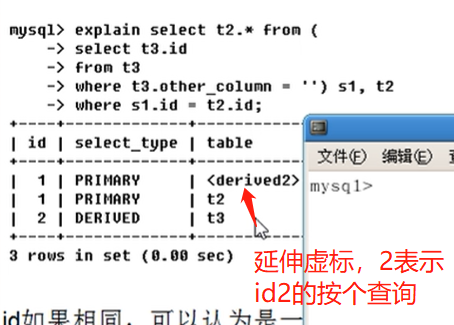 mysql> explain select t2.* from (
-> select t3.id
-> from t3
-> where t3.other_column = '') s1, t2
-> where s1.id = t2.id;
+----+-------------+------------
| id | select_type | table
+----+-------------+------------
| 1 | PRIMARY | <derived2>
| 1 | PRIMARY | t2
| 2 | DERIVED | t3
+----+-------------+------------
3 rows in set (0.00 sec)
文件(F) 编辑(E)
mysql>
延伸虚标，2表示
id2的按个查询
id如果相同，可以认为是一